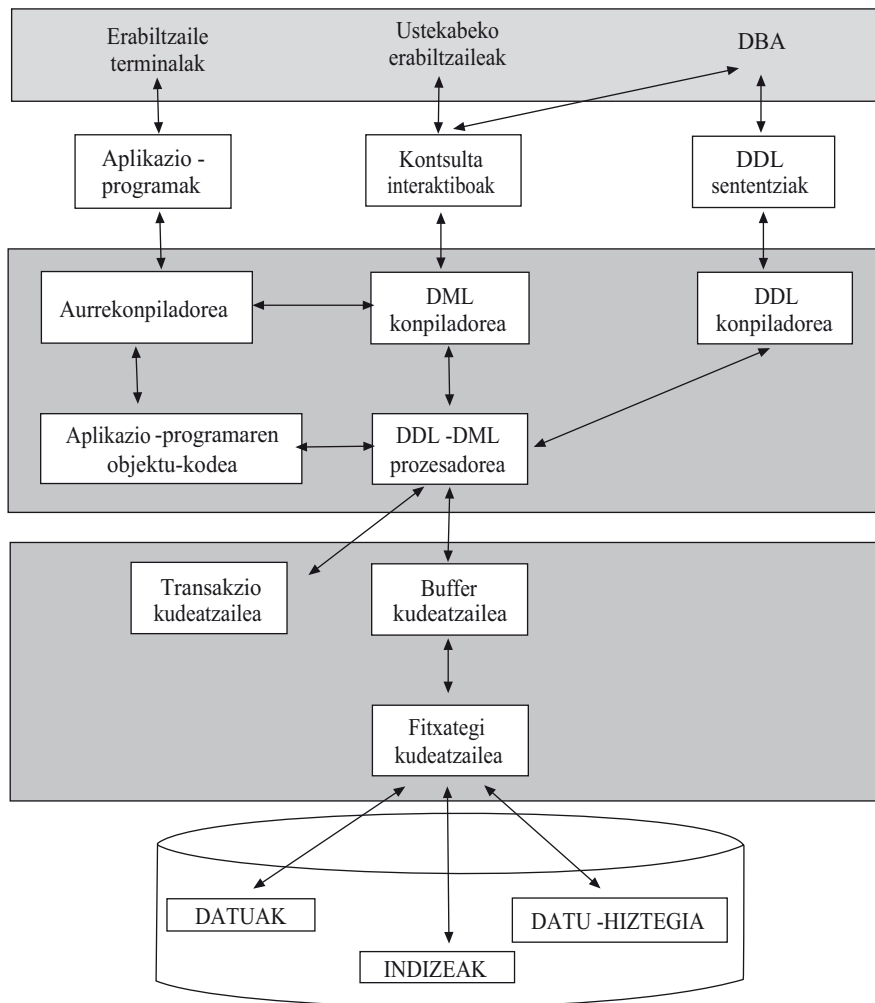 Erabiltzaile
terminalak
Ustekabeko
erabiltzaileak
DBA
Aplikazio -
programak
Kontsulta
interaktiboak
DDL
sententziak
Aurrekonpiladorea
DML
konpiladorea
DDL
konpiladorea
Aplikazio -programaren
objektu-kodea
DDL -DML
prozesadorea
Transakzio
kudeatzailea
Buffer
kudeatzailea
Fitxategi
kudeatzailea
DATUAK
DATU -HIZTEGIA
INDIZEAK